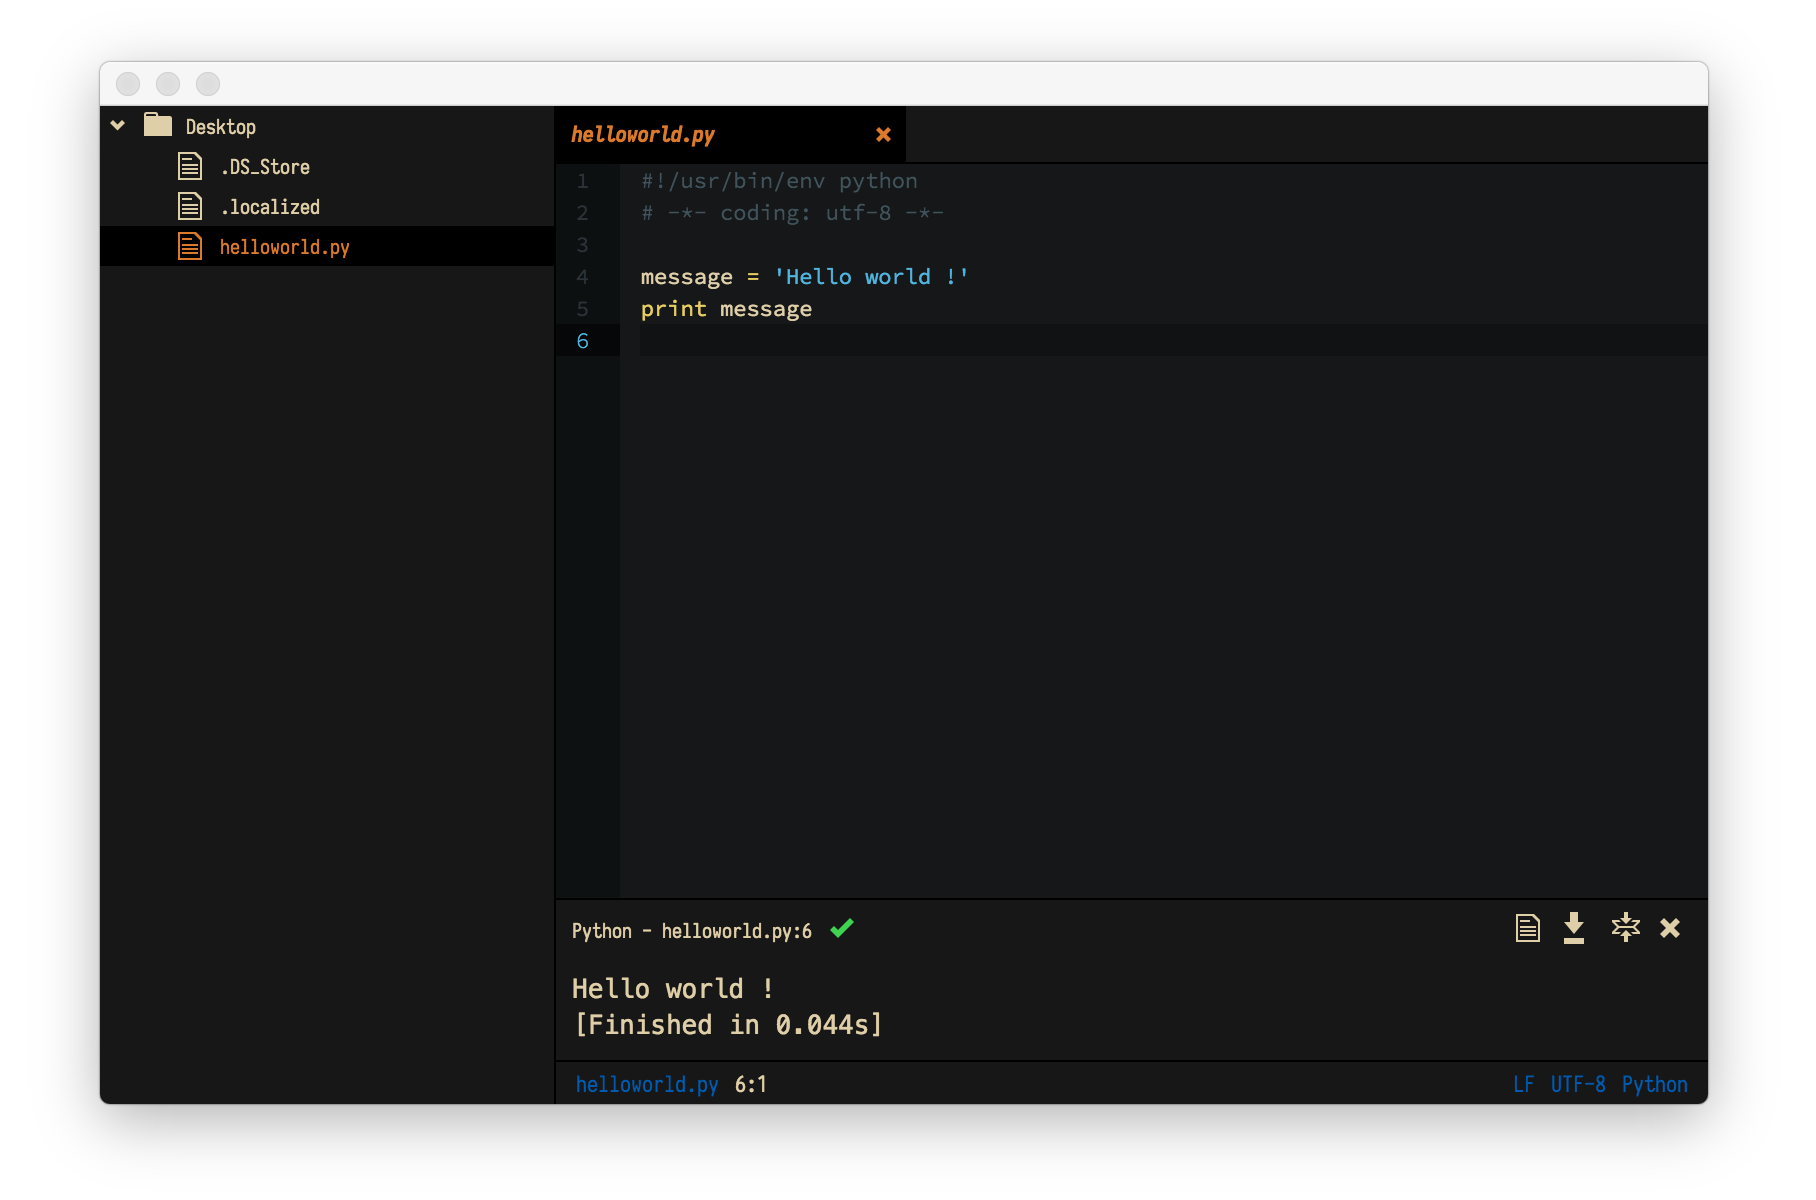 Desktop
.DS_Store
.localized
helloworld.py
helloworld.py
1 #!/usr/bin/env python
2 # -*- coding: utf-8 -*-
3
4 message = 'Hello world !'
5 print message
6
Python - helloworld.py:6
Hello world !
[Finished in 0.044s]
helloworld.py 6:1 LF UTF-8 Python